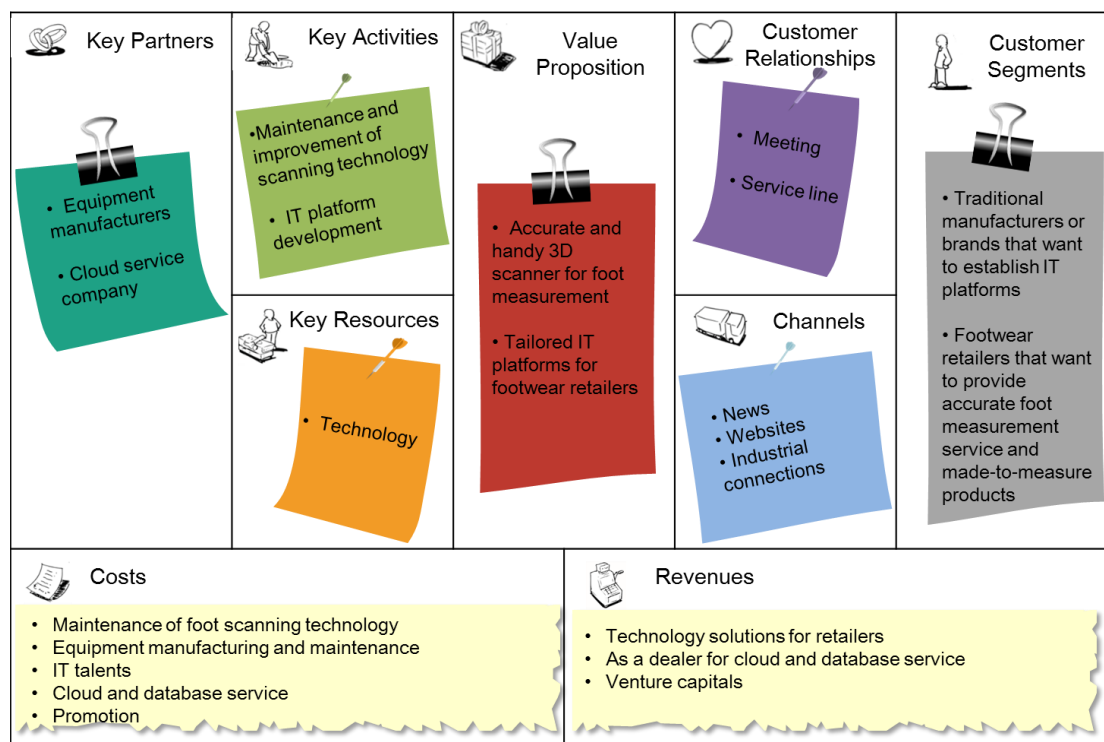 Key Partners
• Equipment
manufacturers
• Cloud service
company
Key Activities
•Maintenance and
improvement of
scanning technology
• IT platform
development
Key Resources
• Technology
Value
Proposition
• Accurate and
handy 3D
scanner for foot
measurement
• Tailored IT
platforms for
footwear retailers
Customer
Relationships
• Meeting
• Service line
Channels
• News
• Websites
• Industrial
connections
Customer
Segments
• Traditional
manufacturers or
brands that want
to establish IT
platforms
• Footwear
retailers that want
to provide
accurate foot
measurement
service and
made-to-measure
products
Costs
• Maintenance of foot scanning technology
• Equipment manufacturing and maintenance
• IT talents
• Cloud and database service
• Promotion
Revenues
• Technology solutions for retailers
• As a dealer for cloud and database service
• Venture capitals